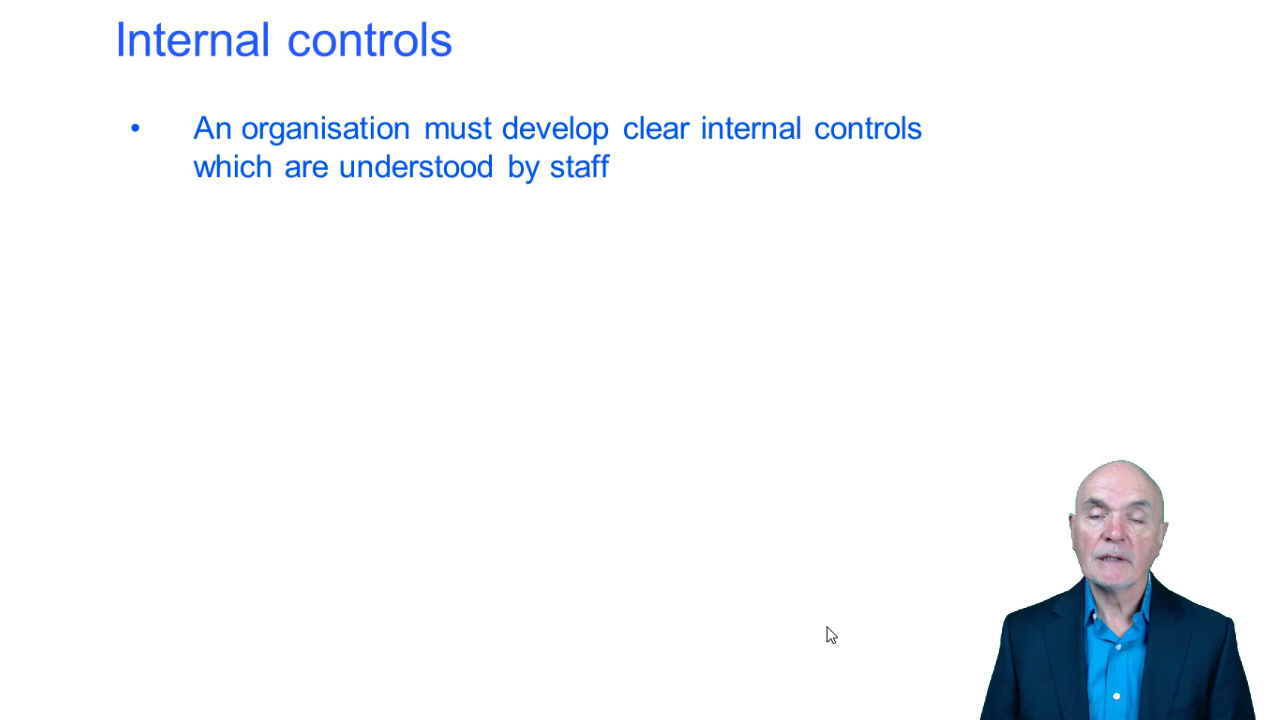 Internal controls
• An organisation must develop clear internal controls
which are understood by staff